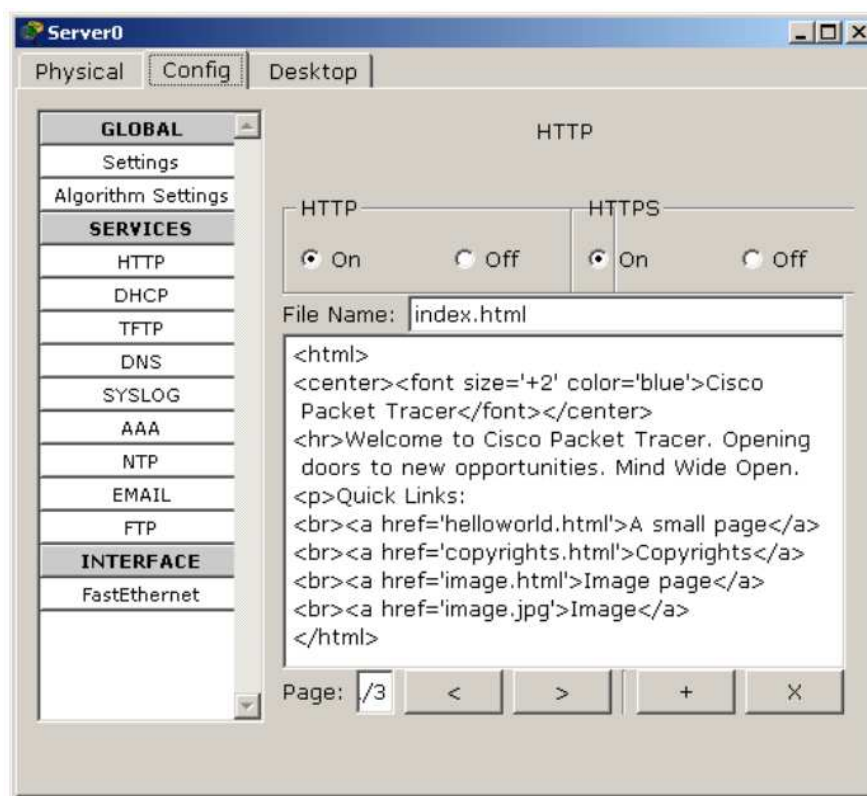 Server0
Physical Config Desktop
GLOBAL
Settings
Algorithm Settings
SERVICES
HTTP
DHCP
TFTP
DNS
SYSLOG
AAA
NTP
EMAIL
FTP
INTERFACE
FastEthernet
HTTP
HTTP HTTPS
On Off On Off
File Name: index.html
<html>
<center><font size='+2' color='blue'>Cisco
Packet Tracer</font></center>
<hr>Welcome to Cisco Packet Tracer. Opening
doors to new opportunities. Mind Wide Open.
<p>Quick Links:
<br><a href='helloworld.html'>A small page</a>
<br><a href='copyrights.html'>Copyrights</a>
<br><a href='image.html'>Image page</a>
<br><a href='image.jpg'>Image</a>
</html>
Page: /3 < > + X